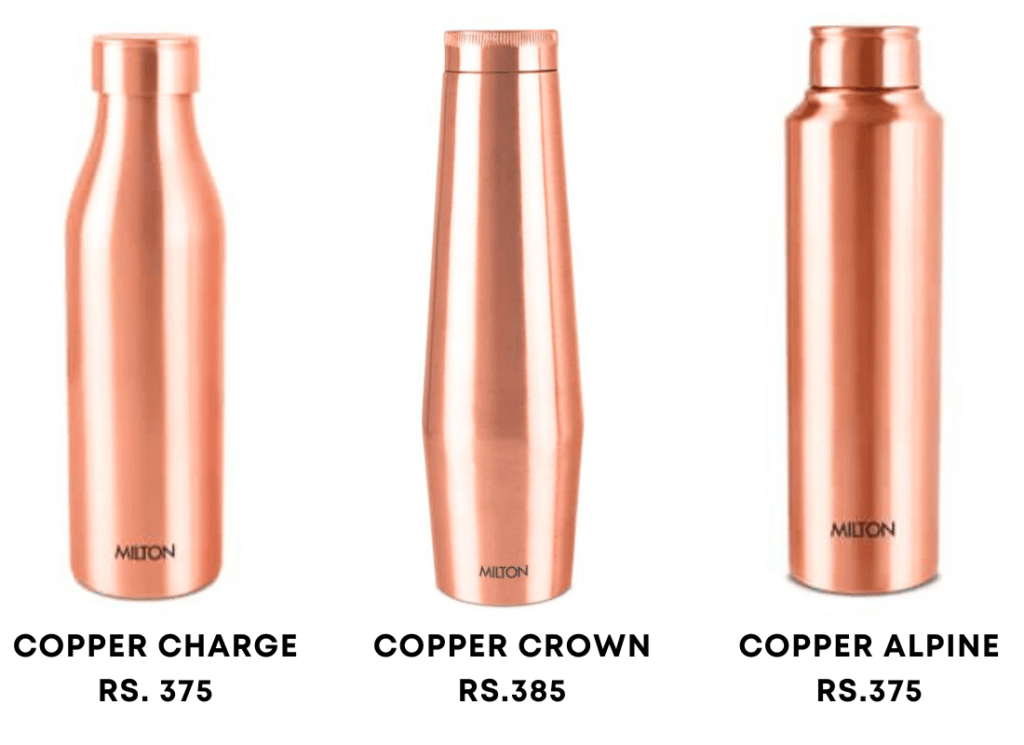 MILTON
MILTON
MILTON
COPPER CHARGE
RS. 375
COPPER CROWN
RS.385
COPPER ALPINE
RS.375